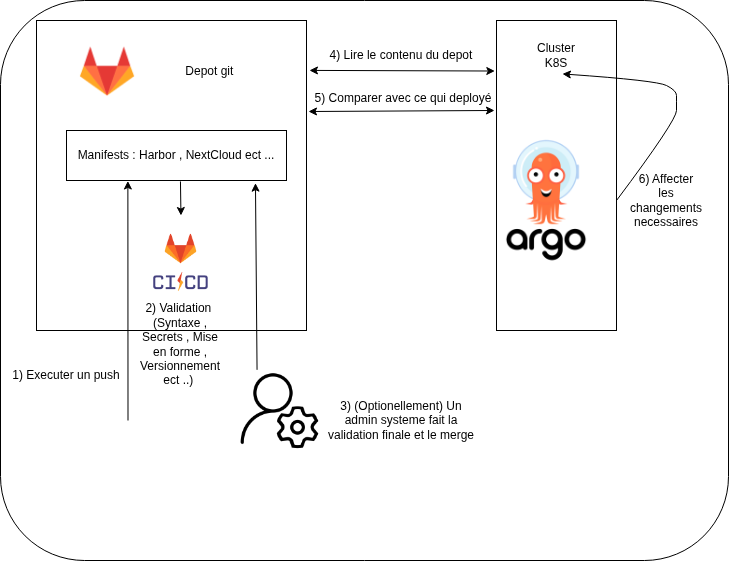 Depot git
4) Lire le contenu du depot
Cluster
K8S
5) Comparer avec ce qui deployé
Manifests : Harbor , NextCloud ect ...
6) Affecter
les
changements
necessaires
argo
CI CD
2) Validation
(Syntaxe ,
Secrets , Mise
en forme ,
Versionnement
ect ..)
1) Executer un push
3) (Optionellement) Un
admin systeme fait la
validation finale et le merge